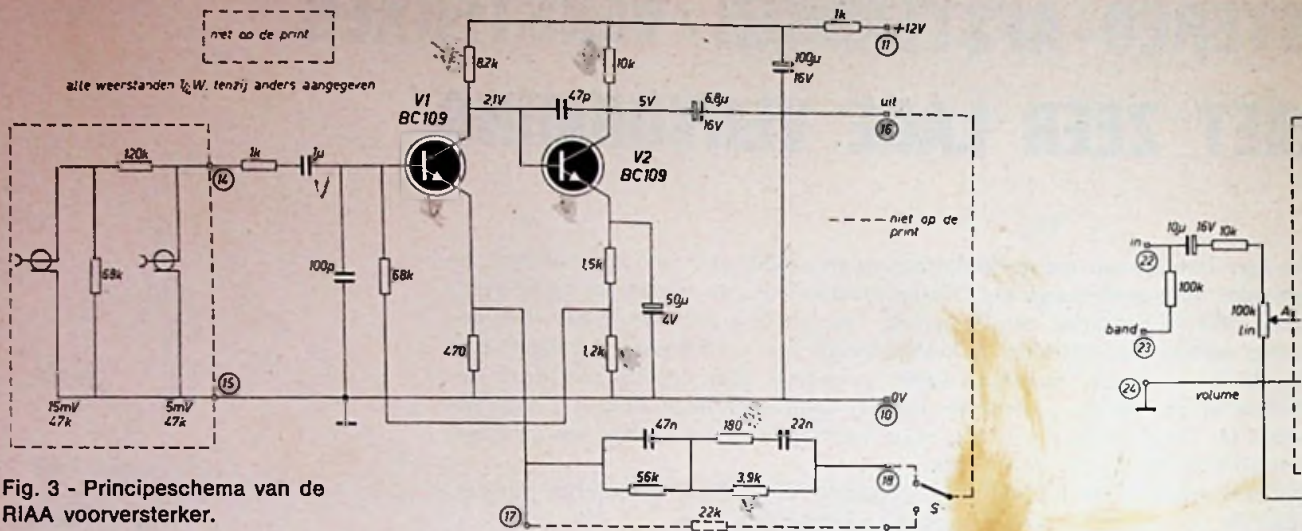 niet op de print
alle weerstanden ¼ W. tenzij anders aangegeven
120k
14
1k
1µ
68k
100p
68k
15
15mV
47k
5mV
47k
V1
BC109
82k
2,1V
47p
10k
5V
6,8µ
16V
V2
BC109
1k
+12V
11
100µ
16V
uit
16
niet op de
print
470
1,5k
1,2k
50µ
4V
0V
10
47n
56k
180
22n
3,9k
18
S
17
22k
10µ 16V
10k
in
22
100k
band
23
100k
lin
A
24
volume
Fig. 3 - Principeschema van de
RIAA voorversterker.